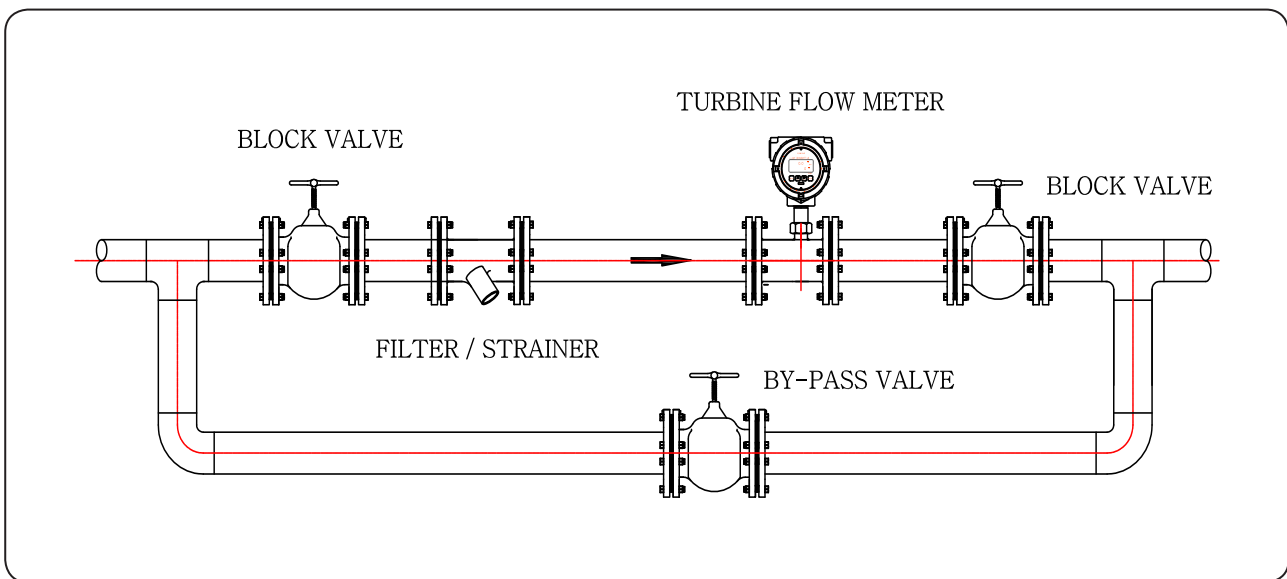 TURBINE FLOW METER
BLOCK VALVE
BLOCK VALVE
FILTER / STRAINER
BY-PASS VALVE